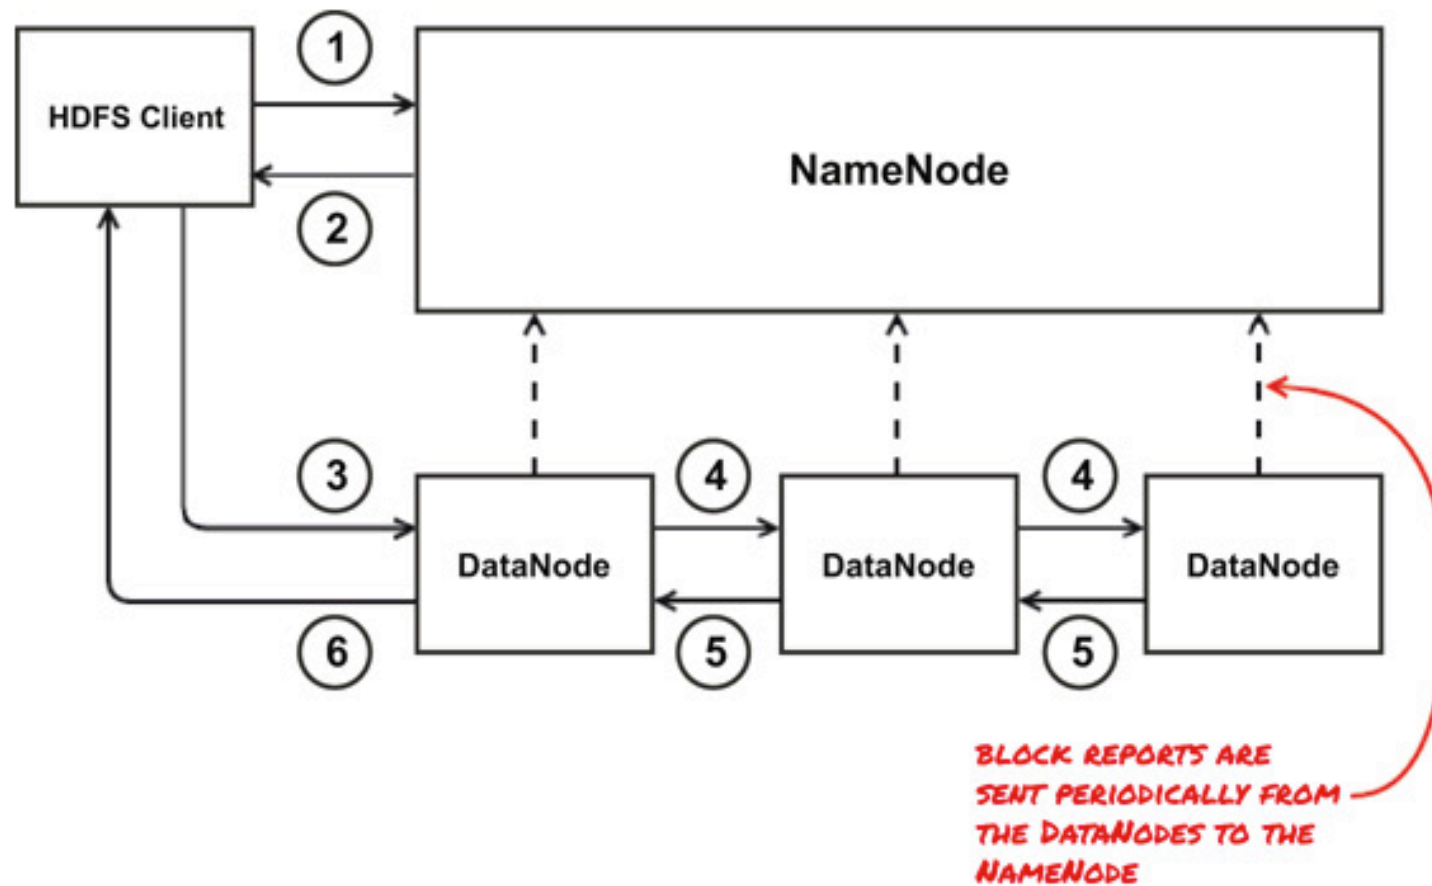 1
HDFS Client
NameNode
2
3
4
4
DataNode
DataNode
DataNode
6
5
5
BLOCK REPORTS ARE
SENT PERIODICALLY FROM
THE DATANODES TO THE
NAMENODE